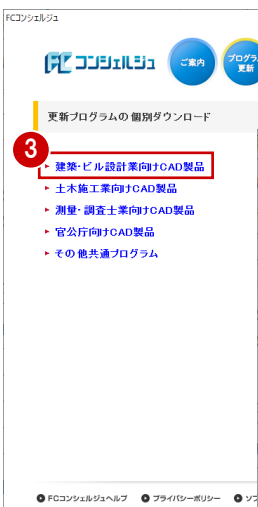 FCコンシェルジュ
FCコンシェルジュ
ご案内
プログラ
更新
更新プログラムの個別ダウンロード
3
建築・ビル設計業向けCAD製品
土木施工業向けCAD製品
測量・調査士業向けCAD製品
官公庁向けCAD製品
その他共通プログラム
FCコンシェルジュヘルプ プライバシーポリシー ソフ